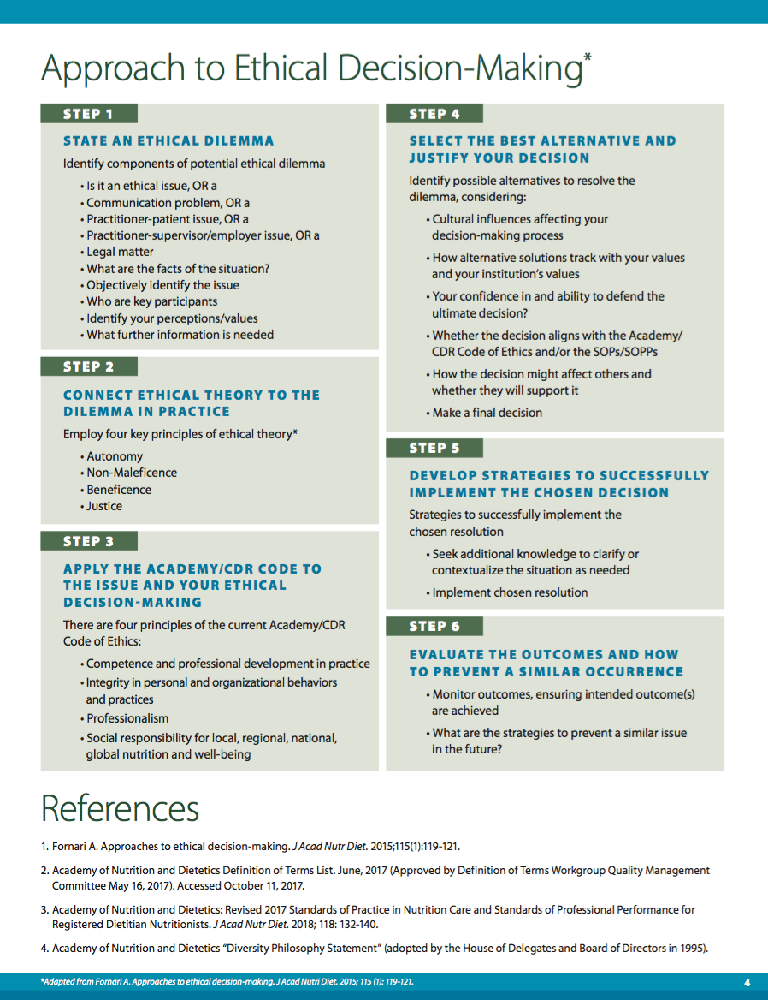 Approach to Ethical Decision-Making*
STEP 1
STATE AN ETHICAL DILEMMA
Identify components of potential ethical dilemma
• Is it an ethical issue, OR a
• Communication problem, OR a
• Practitioner-patient issue, OR a
• Practitioner-supervisor/employer issue, OR a
• Legal matter
• What are the facts of the situation?
• Objectively identify the issue
• Who are key participants
• Identify your perceptions/values
• What further information is needed
STEP 2
CONNECT ETHICAL THEORY TO THE
DILEMMA IN PRACTICE
Employ four key principles of ethical theory*
• Autonomy
• Non-Maleficence
• Beneficence
• Justice
STEP 3
APPLY THE ACADEMY/CDR CODE TO
THE ISSUE AND YOUR ETHICAL
DECISION-MAKING
There are four principles of the current Academy/CDR
Code of Ethics:
• Competence and professional development in practice
• Integrity in personal and organizational behaviors
and practices
• Professionalism
• Social responsibility for local, regional, national,
global nutrition and well-being
STEP 4
SELECT THE BEST ALTERNATIVE AND
JUSTIFY YOUR DECISION
Identify possible alternatives to resolve the
dilemma, considering:
• Cultural influences affecting your
decision-making process
• How alternative solutions track with your values
and your institution's values
• Your confidence in and ability to defend the
ultimate decision?
• Whether the decision aligns with the Academy/
CDR Code of Ethics and/or the SOPs/SOPPs
• How the decision might affect others and
whether they will support it
• Make a final decision
STEP 5
DEVELOP STRATEGIES TO SUCCESSFULLY
IMPLEMENT THE CHOSEN DECISION
Strategies to successfully implement the
chosen resolution
• Seek additional knowledge to clarify or
contextualize the situation as needed
• Implement chosen resolution
STEP 6
EVALUATE THE OUTCOMES AND HOW
TO PREVENT A SIMILAR OCCURRENCE
• Monitor outcomes, ensuring intended outcome(s)
are achieved
• What are the strategies to prevent a similar issue
in the future?
References
1. Fornari A. Approaches to ethical decision-making. J Acad Nutr Diet. 2015;115(1):119-121.
2. Academy of Nutrition and Dietetics Definition of Terms List. June, 2017 (Approved by Definition of Terms Workgroup Quality Management
Committee May 16, 2017). Accessed October 11, 2017.
3. Academy of Nutrition and Dietetics: Revised 2017 Standards of Practice in Nutrition Care and Standards of Professional Performance for
Registered Dietitian Nutritionists. J Acad Nutr Diet. 2018; 118: 132-140.
4. Academy of Nutrition and Dietetics "Diversity Philosophy Statement" (adopted by the House of Delegates and Board of Directors in 1995).
*Adapted from Fornari A. Approaches to ethical decision-making. J Acad Nutri Diet. 2015; 115 (1): 119-121.
4